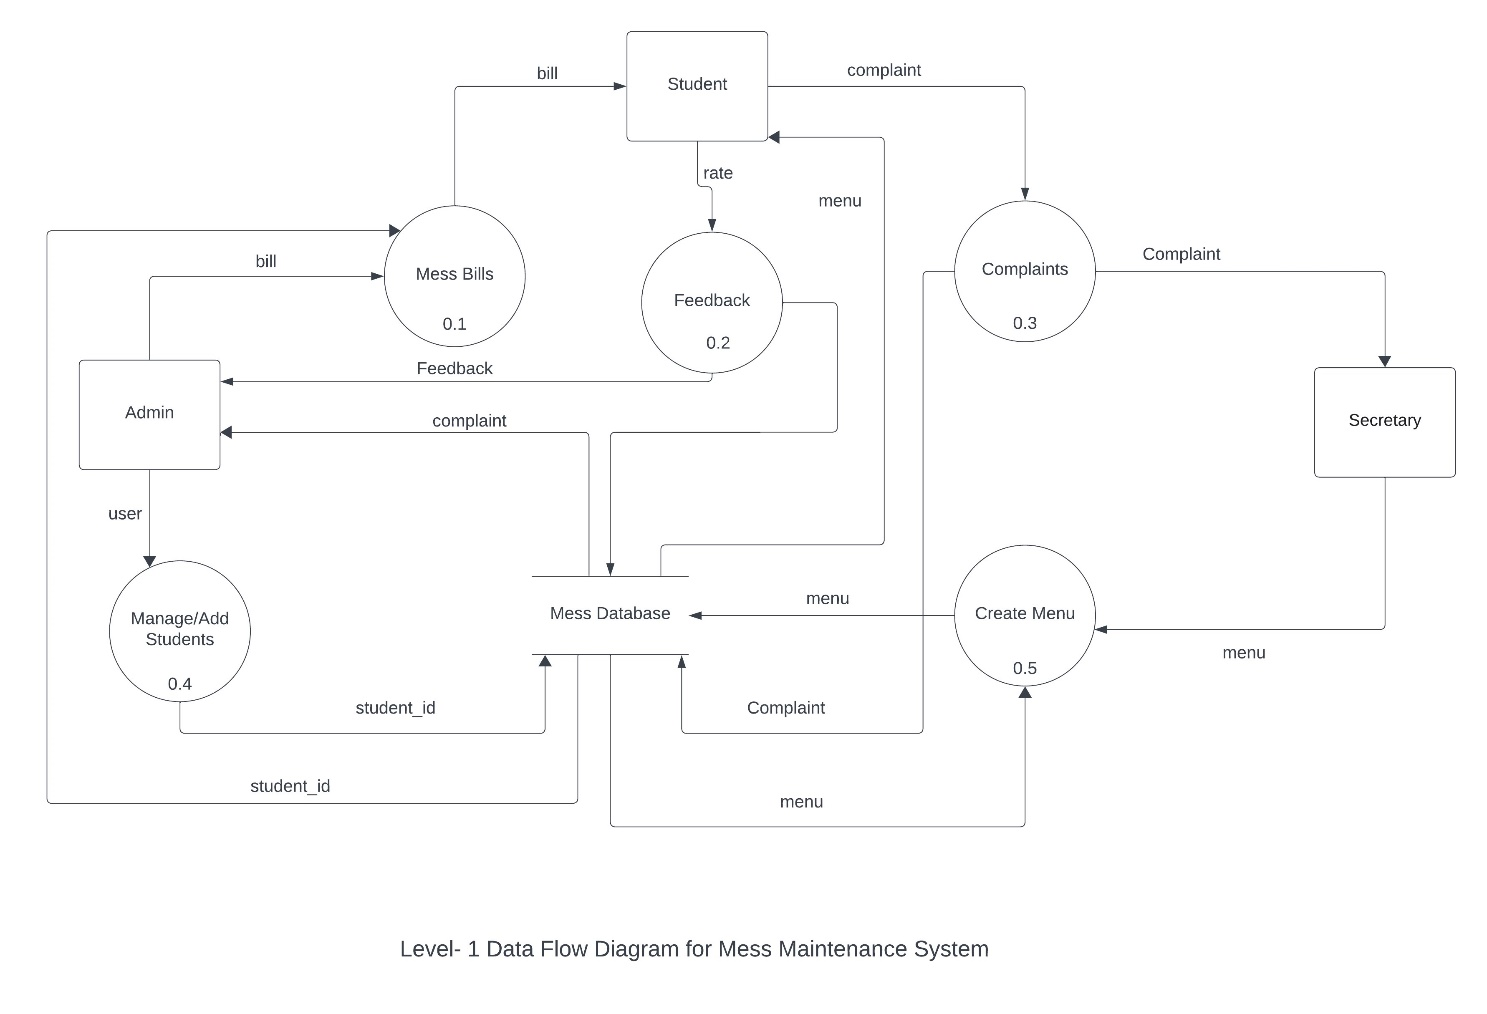 Student
bill
complaint
rate
menu
Mess Bills
0.1
bill
Feedback
0.2
Complaints
0.3
Complaint
Feedback
Admin
complaint
Secretary
user
Manage/Add
Students
0.4
Mess Database
menu
Create Menu
0.5
menu
student_id
Complaint
student_id
menu
Level- 1 Data Flow Diagram for Mess Maintenance System